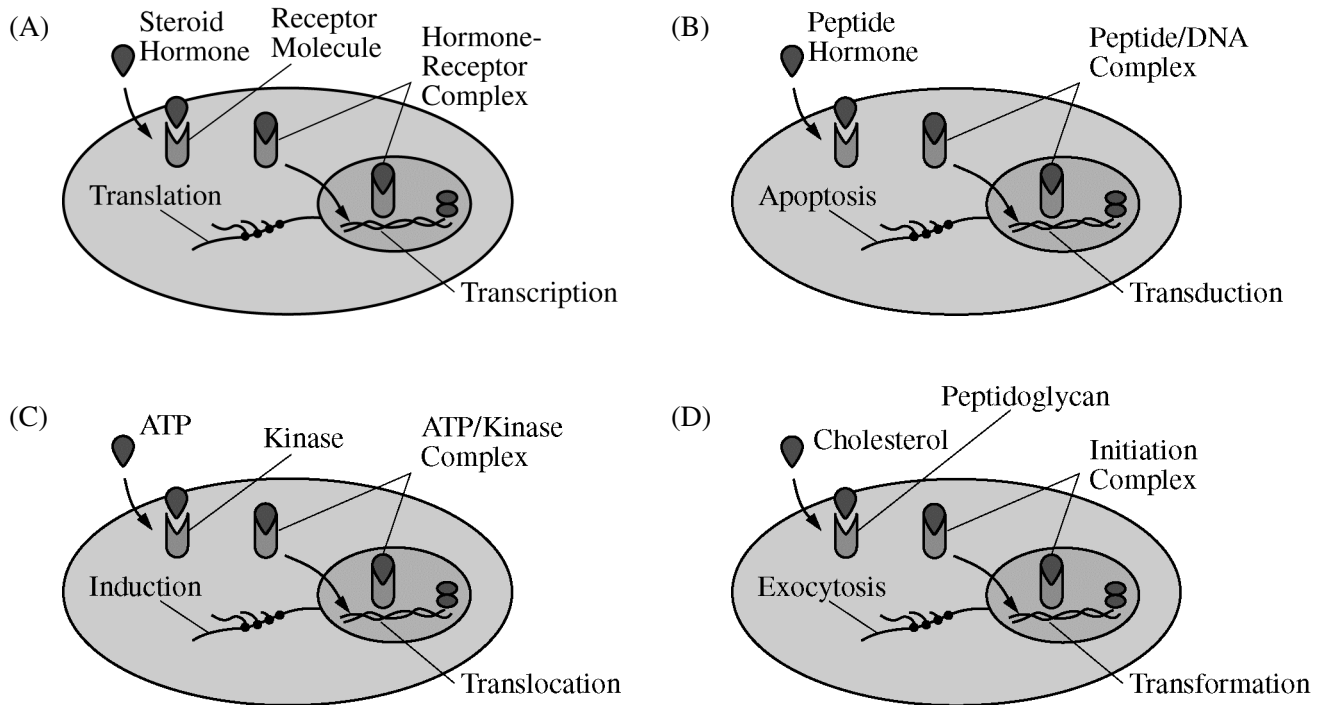 (A)
Steroid
Hormone
Receptor
Molecule
Hormone-
Receptor
Complex
Translation
Transcription
(B)
Peptide
Hormone
Peptide/DNA
Complex
Apoptosis
Transduction
(C)
ATP
Kinase
ATP/Kinase
Complex
Induction
Translocation
(D)
Peptidoglycan
Cholesterol
Initiation
Complex
Exocytosis
Transformation